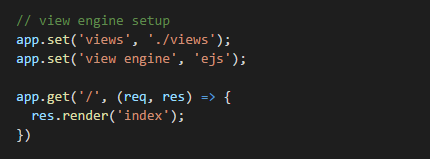 // view engine setup
app.set('views', './views');
app.set('view engine', 'ejs');

app.get('/', (req, res) => {
  res.render('index');
})